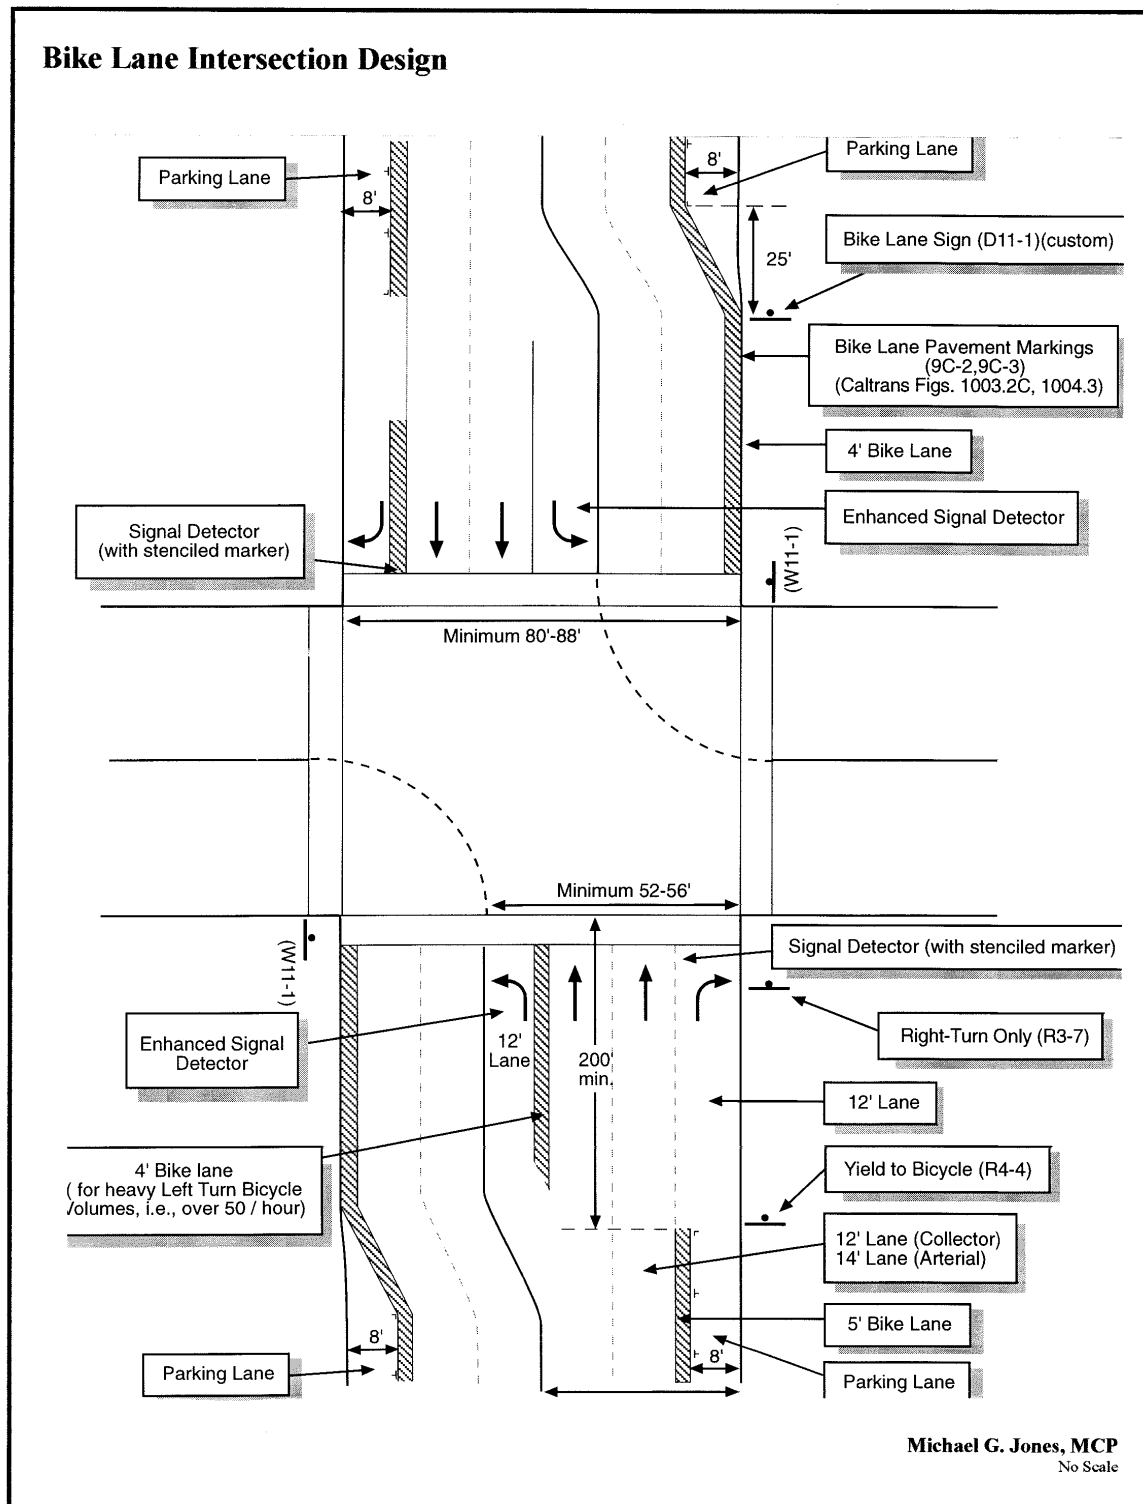 Bike Lane Intersection Design
Parking Lane
8'
8'
Parking Lane
25'
Bike Lane Sign (D11-1)(custom)
Bike Lane Pavement Markings
(9C-2,9C-3)
(Caltrans Figs. 1003.2C, 1004.3)
4' Bike Lane
Enhanced Signal Detector
Signal Detector
(with stenciled marker)
(W11-1)
Minimum 80'-88'
Minimum 52-56'
(W11-1)
Signal Detector (with stenciled marker)
Right-Turn Only (R3-7)
Enhanced Signal
Detector
12'
Lane
200'
min.
12' Lane
4' Bike lane
( for heavy Left Turn Bicycle
Volumes, i.e., over 50 / hour)
Yield to Bicycle (R4-4)
12' Lane (Collector)
14' Lane (Arterial)
5' Bike Lane
8'
Parking Lane
8'
Parking Lane
Michael G. Jones, MCP
No Scale